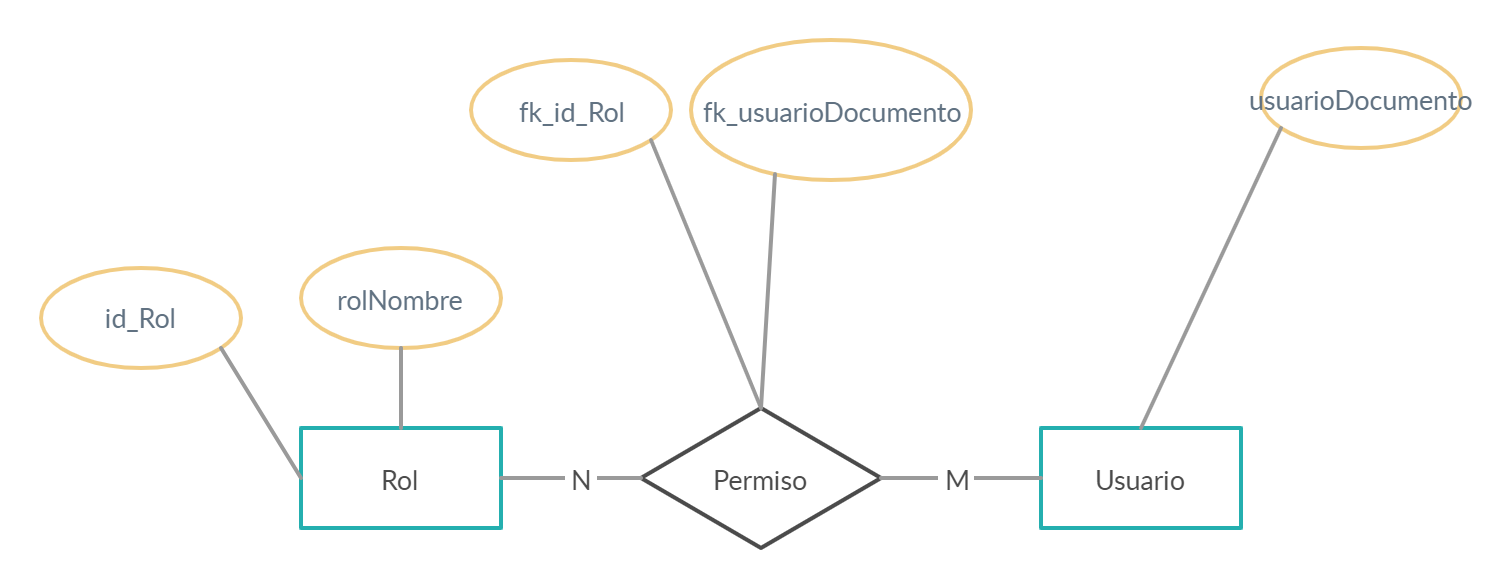 fk_id_Rol
fk_usuarioDocumento
usuarioDocumento
id_Rol
rolNombre
Rol
N
Permiso
M
Usuario